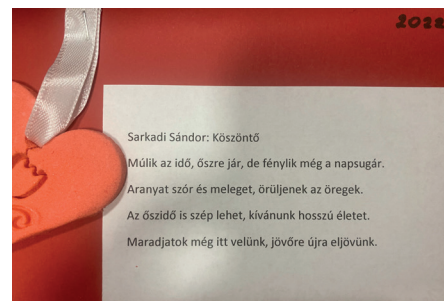 2022
Sarkadi Sándor: Köszöntő
Múlik az idő, őszre jár, de fénylik még a napsugár.
Aranyat szór és meleget, örüljenek az öregek.
Az őszidő is szép lehet, kívánunk hosszú életet.
Maradjatok még itt velünk, jövőre újra eljövünk.